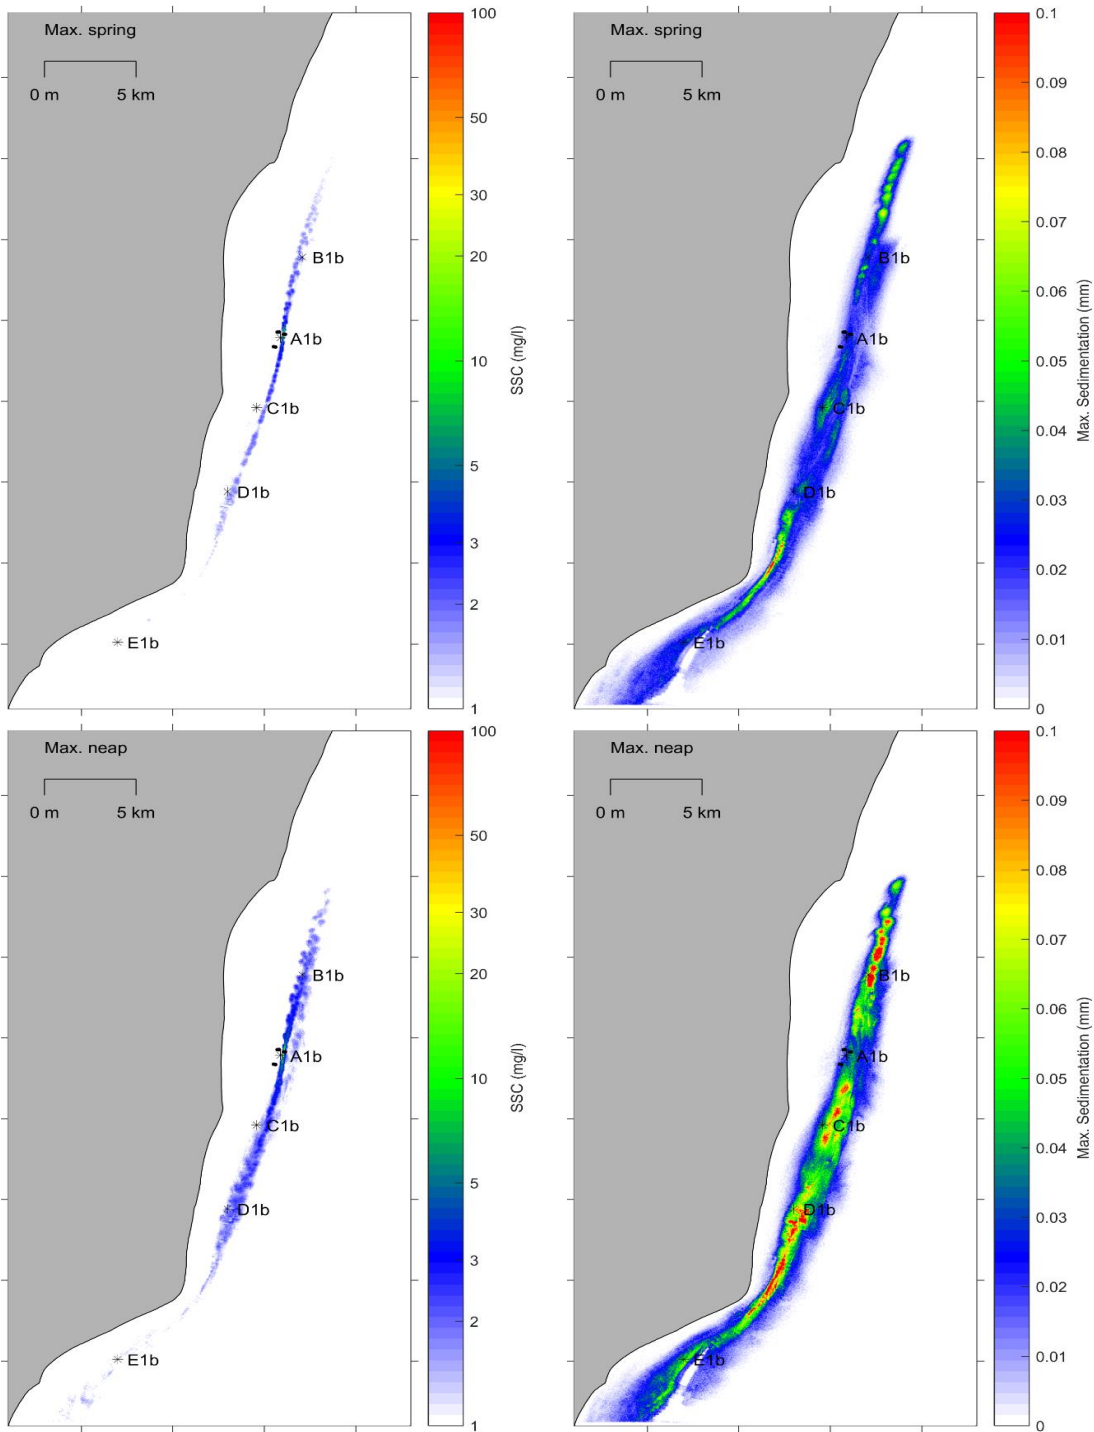 Max. spring
0 m 5 km
B1b
A1b
C1b
D1b
E1b
100
50
30
20
10
5
3
2
1
SSC (mg/l)
Max. spring
0 m 5 km
B1b
A1b
C1b
D1b
E1b
0.1
0.09
0.08
0.07
0.06
0.05
0.04
0.03
0.02
0.01
0
Max. Sedimentation (mm)
Max. neap
0 m 5 km
B1b
A1b
C1b
D1b
E1b
100
50
30
20
10
5
3
2
1
SSC (mg/l)
Max. neap
0 m 5 km
B1b
A1b
C1b
D1b
E1b
0.1
0.09
0.08
0.07
0.06
0.05
0.04
0.03
0.02
0.01
0
Max. Sedimentation (mm)